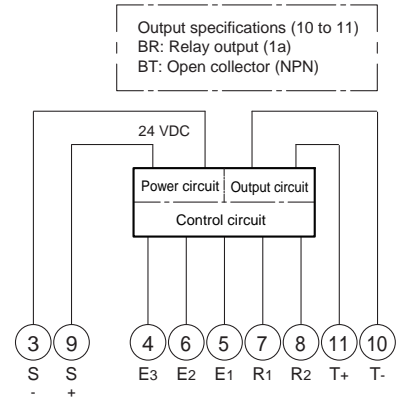 Output specifications (10 to 11)
BR: Relay output (1a)
BT: Open collector (NPN)
24 VDC
Power circuit Output circuit
Control circuit
3 9 4 6 5 7 8 11 10
S S E3 E2 E1 R1 R2 T+ T-
- +